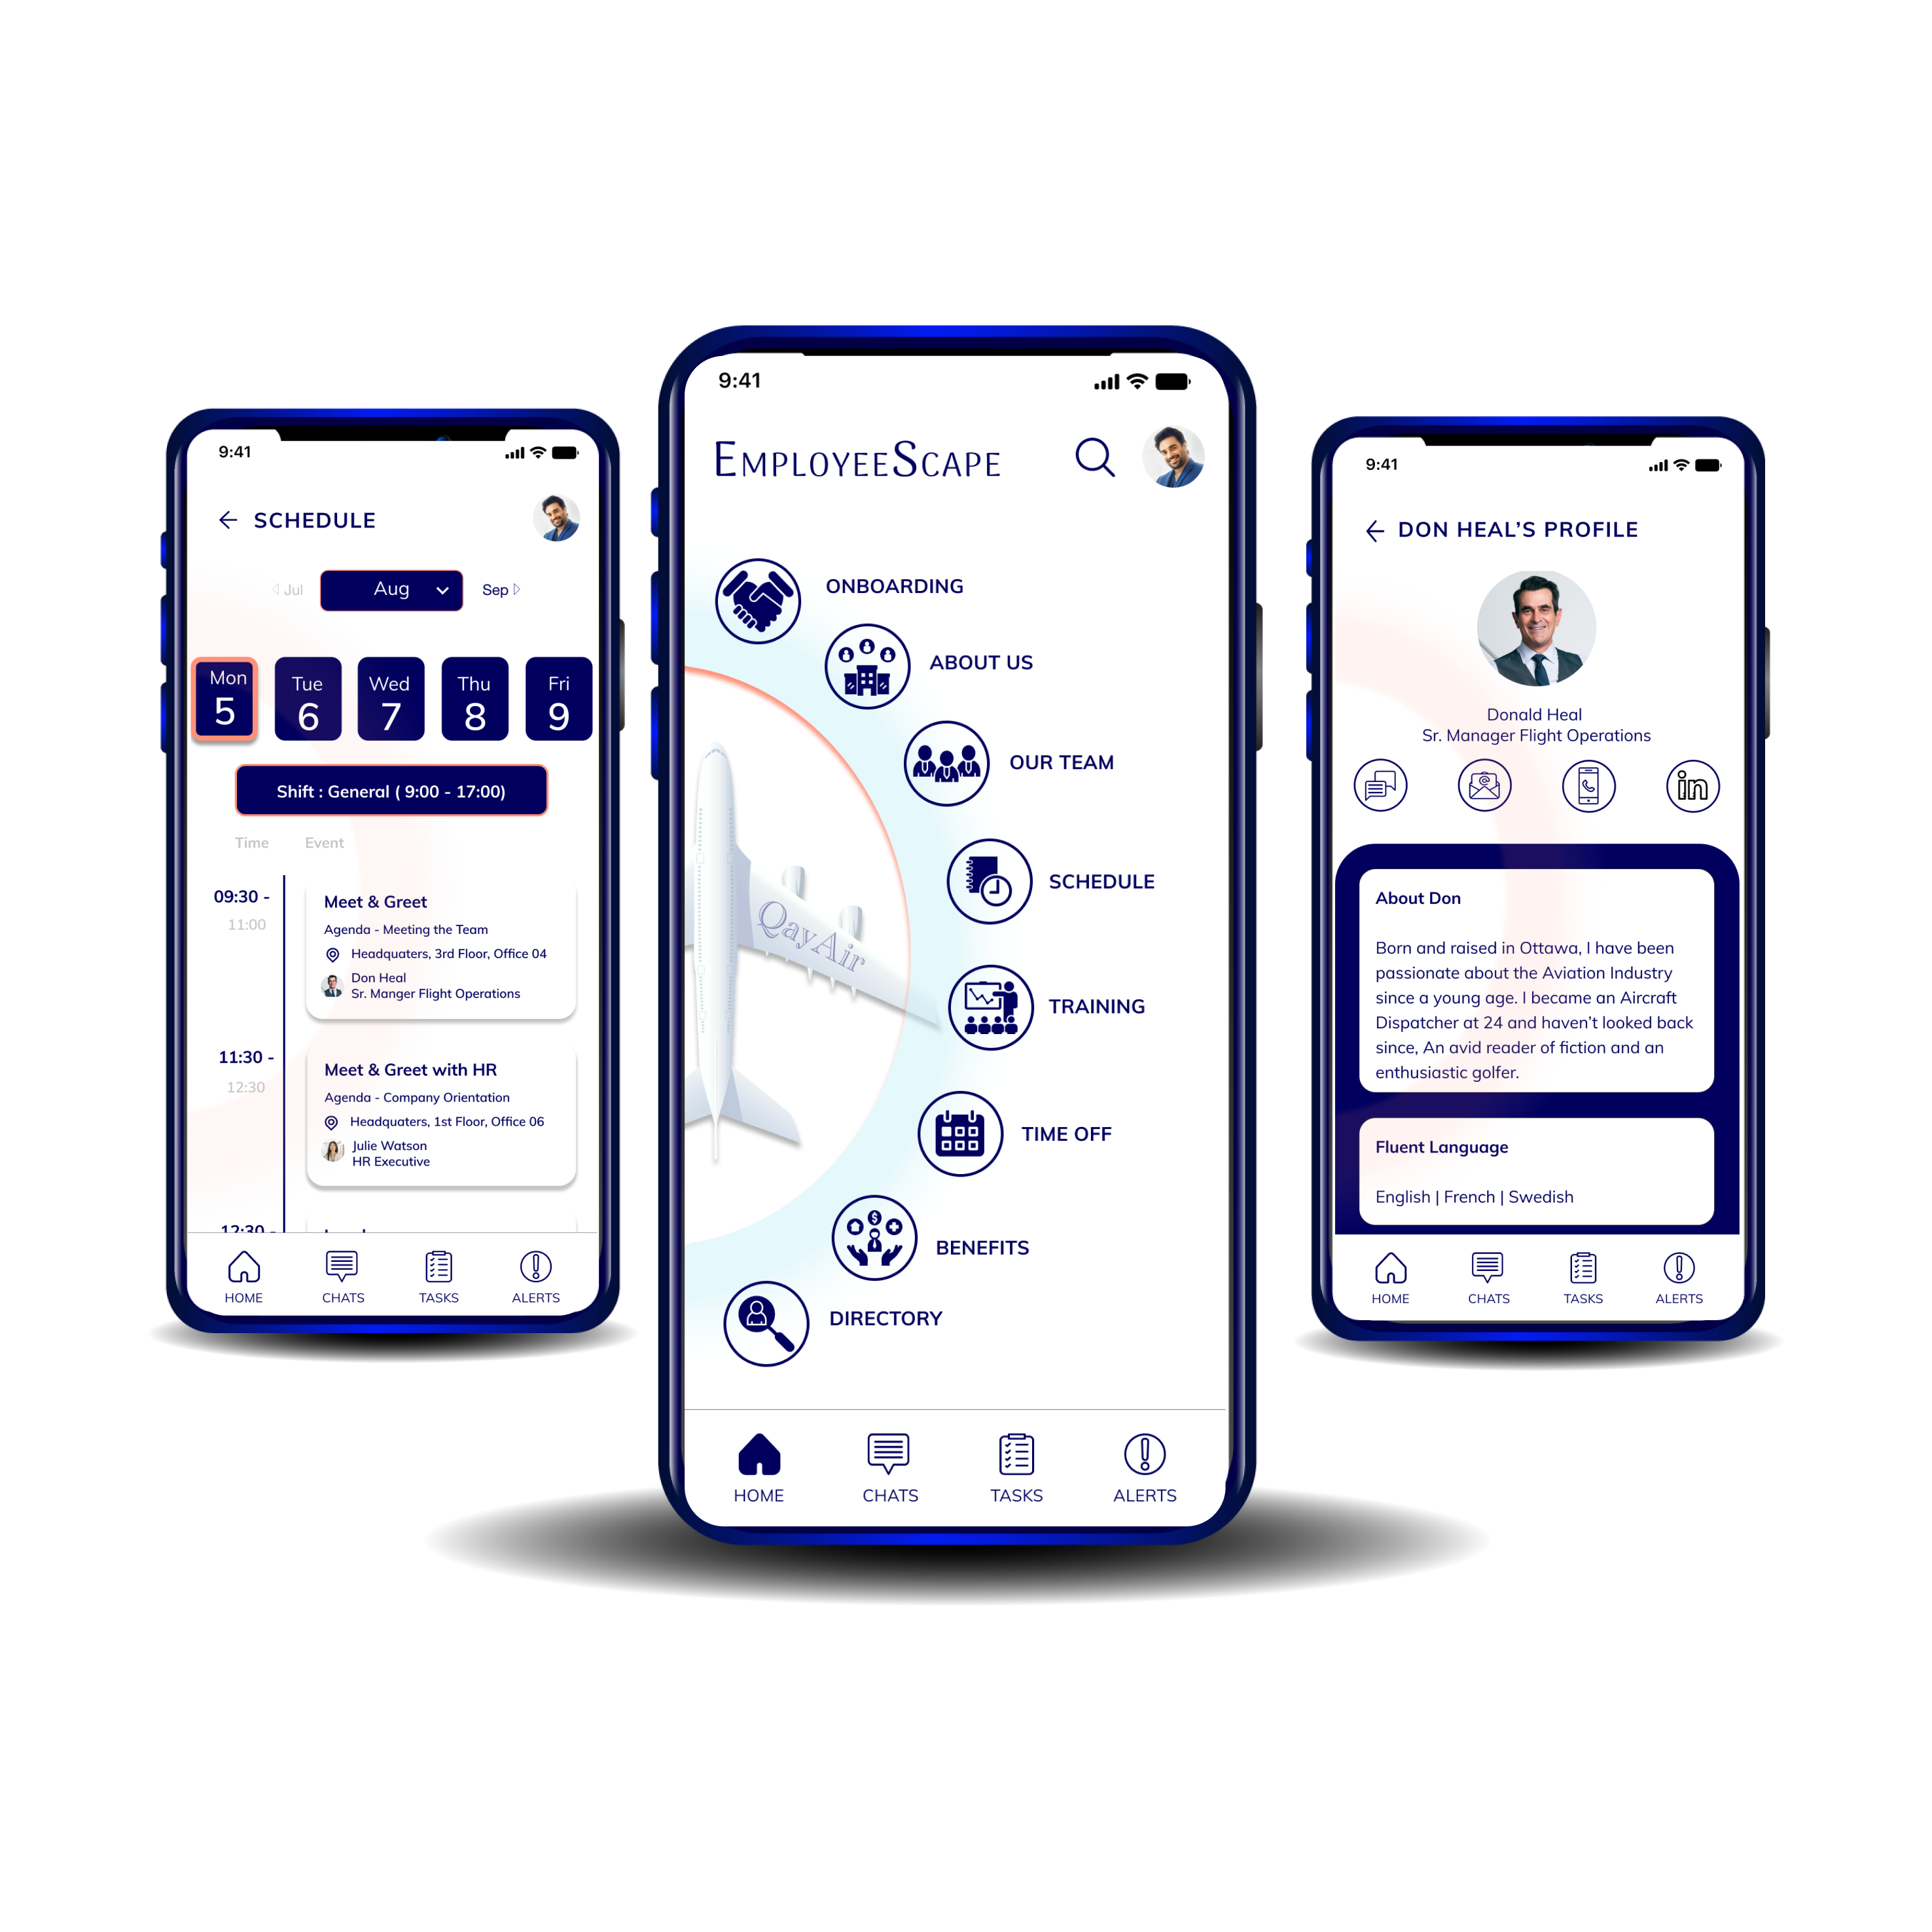 9:41
SCHEDULE
Jul
Aug
Sep
Mon
5
Tue
6
Wed
7
Thu
8
Fri
9
Shift : General ( 9:00 - 17:00)
Time Event
09:30 -
11:00
Meet & Greet
Agenda - Meeting the Team
Headquaters, 3rd Floor, Office 04
Don Heal
Sr. Manger Flight Operations
11:30 -
12:30
Meet & Greet with HR
Agenda - Company Orientation
Headquaters, 1st Floor, Office 06
Julie Watson
HR Executive
12:30 -
HOME CHATS TASKS ALERTS
9:41
EMPLOYEESCAPE
ONBOARDING
ABOUT US
OUR TEAM
SCHEDULE
QayAir
TRAINING
TIME OFF
BENEFITS
DIRECTORY
HOME CHATS TASKS ALERTS
9:41
DON HEAL'S PROFILE
Donald Heal
Sr. Manager Flight Operations
in
About Don
Born and raised in Ottawa, I have been
passionate about the Aviation Industry
since a young age. I became an Aircraft
Dispatcher at 24 and haven't looked back
since, An avid reader of fiction and an
enthusiastic golfer.
Fluent Language
English | French | Swedish
HOME CHATS TASKS ALERTS